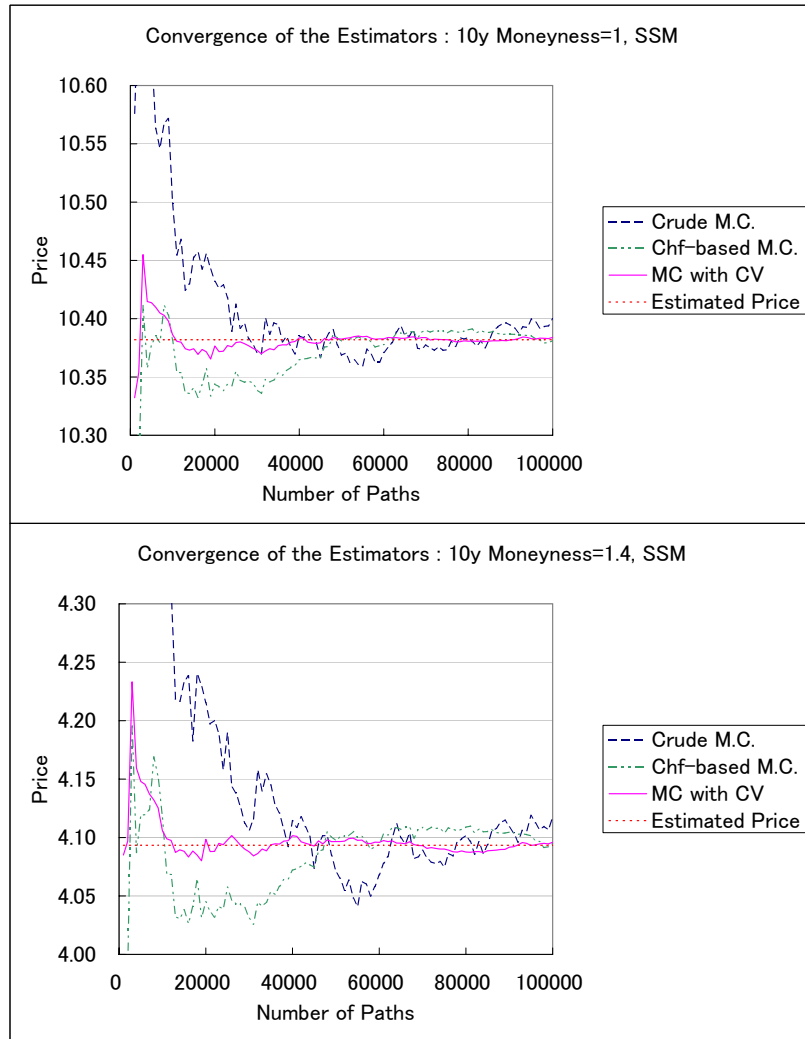 Convergence of the Estimators : 10y Moneyness=1, SSM
10.60
10.55
10.50
10.45
10.40
10.35
10.30
Price
0 20000 40000 60000 80000 100000
Number of Paths
Crude M.C.
Chf-based M.C.
MC with CV
Estimated Price
Convergence of the Estimators : 10y Moneyness=1.4, SSM
4.30
4.25
4.20
4.15
4.10
4.05
4.00
Price
0 20000 40000 60000 80000 100000
Number of Paths
Crude M.C.
Chf-based M.C.
MC with CV
Estimated Price